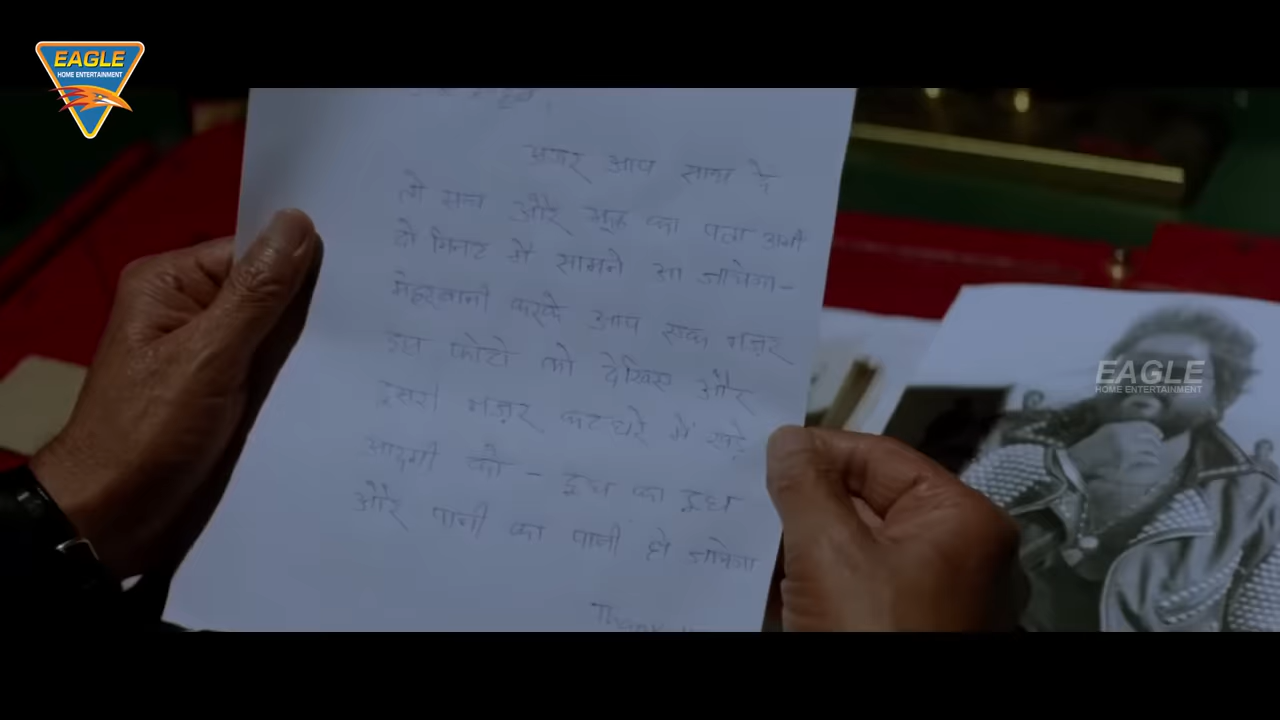 EAGLE
HOME ENTERTAINMENT
अगर आप साथ दे
तो सच और झूठ का पता अभी
दो मिनट में सामने आ जायेगा-
मेहरबानी करके आप एक नज़र
इस फोटो को देखिए और
दूसरी नज़र कटघरे में खड़े
आदमी को - दूध का दूध
और पानी का पानी हो जायेगा
EAGLE
HOME ENTERTAINMENT